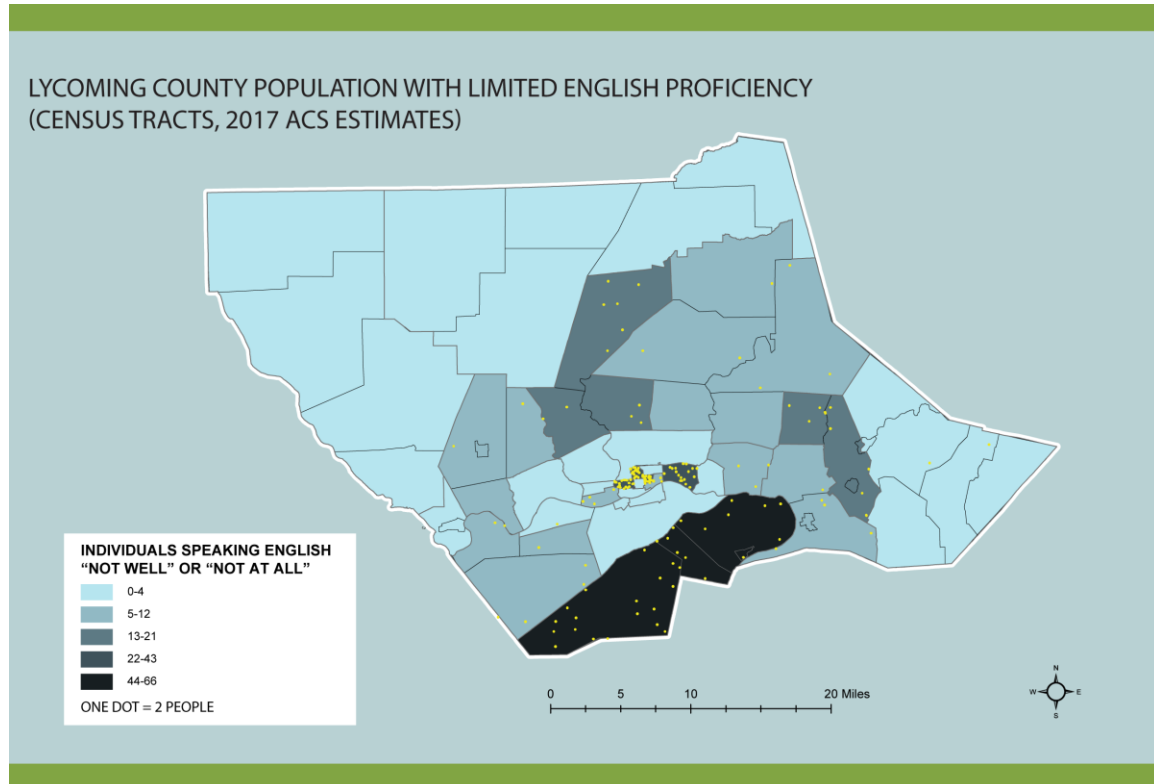 LYCOMING COUNTY POPULATION WITH LIMITED ENGLISH PROFICIENCY
(CENSUS TRACTS, 2017 ACS ESTIMATES)
INDIVIDUALS SPEAKING ENGLISH
“NOT WELL” OR “NOT AT ALL”
0-4
5-12
13-21
22-43
44-66
ONE DOT = 2 PEOPLE
0 5 10 20 Miles
N
W E
S